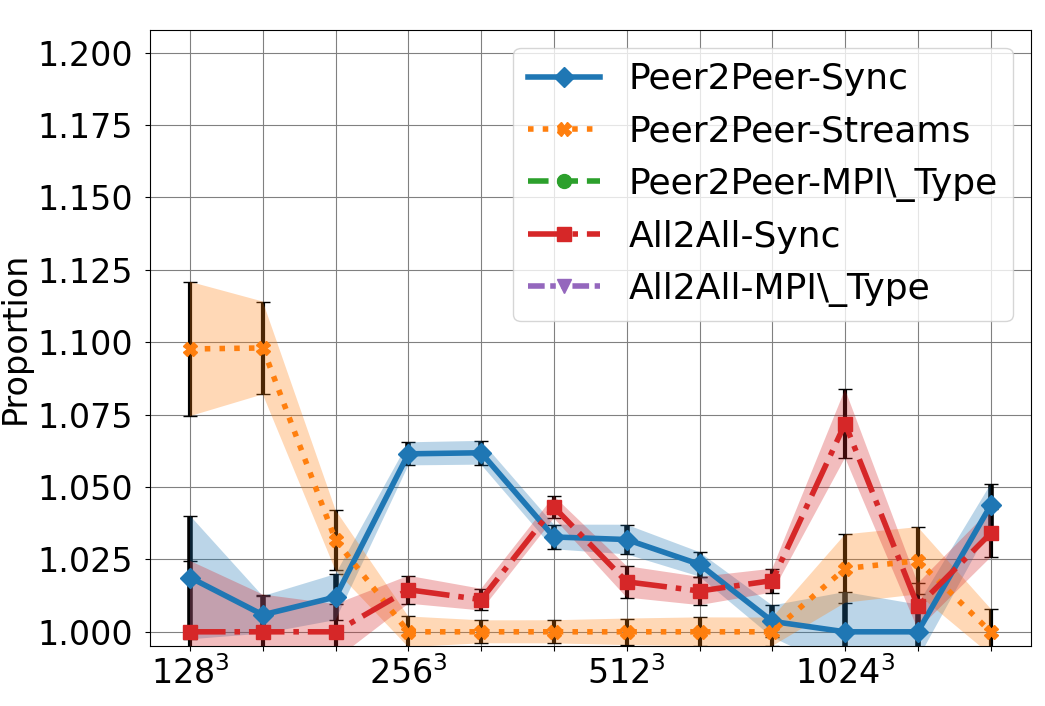 1.200
1.175
1.150
1.125
1.100
1.075
1.050
1.025
1.000
Proportion
Peer2Peer-Sync
Peer2Peer-Streams
Peer2Peer-MPI\_Type
All2All-Sync
All2All-MPI\_Type
128³ 256³ 512³ 1024³